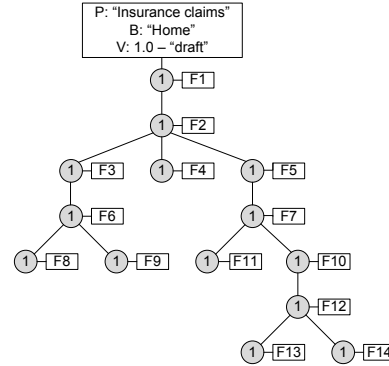 P: “Insurance claims”
B: “Home”
V: 1.0 – “draft”
1 F1
1 F2
1 F3 1 F4 1 F5
1 F6 1 F7
1 F8 1 F9 1 F11 1 F10
1 F12
1 F13 1 F14